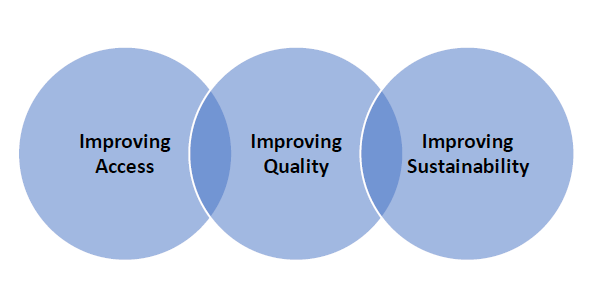 Improving
Access
Improving
Quality
Improving
Sustainability